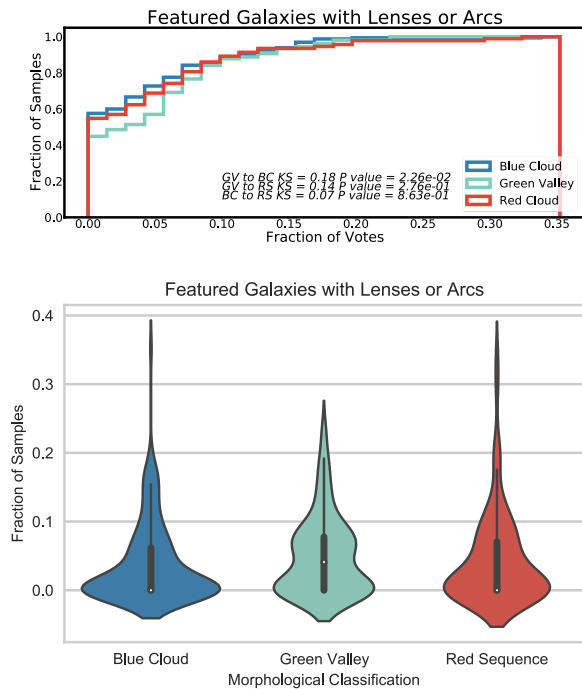 Featured Galaxies with Lenses or Arcs
Fraction of Samples
1.0
0.8
0.6
0.4
0.2
0.0
GV to BC KS = 0.18 P value = 2.26e-02
GV to RS KS = 0.14 P value = 2.76e-01
BC to RS KS = 0.07 P value = 8.63e-01
Blue Cloud
Green Valley
Red Cloud
0.00 0.05 0.10 0.15 0.20 0.25 0.30 0.35
Fraction of Votes
Featured Galaxies with Lenses or Arcs
Fraction of Samples
0.4
0.3
0.2
0.1
0.0
Blue Cloud Green Valley Red Sequence
Morphological Classification